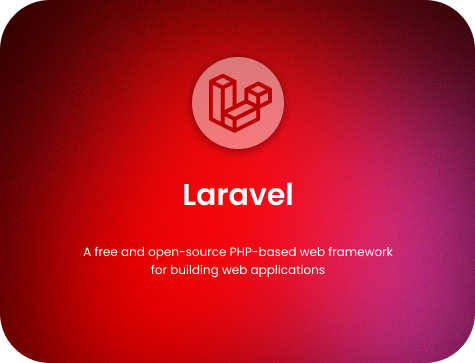 Laravel
A free and open-source PHP-based web framework
for building web applications